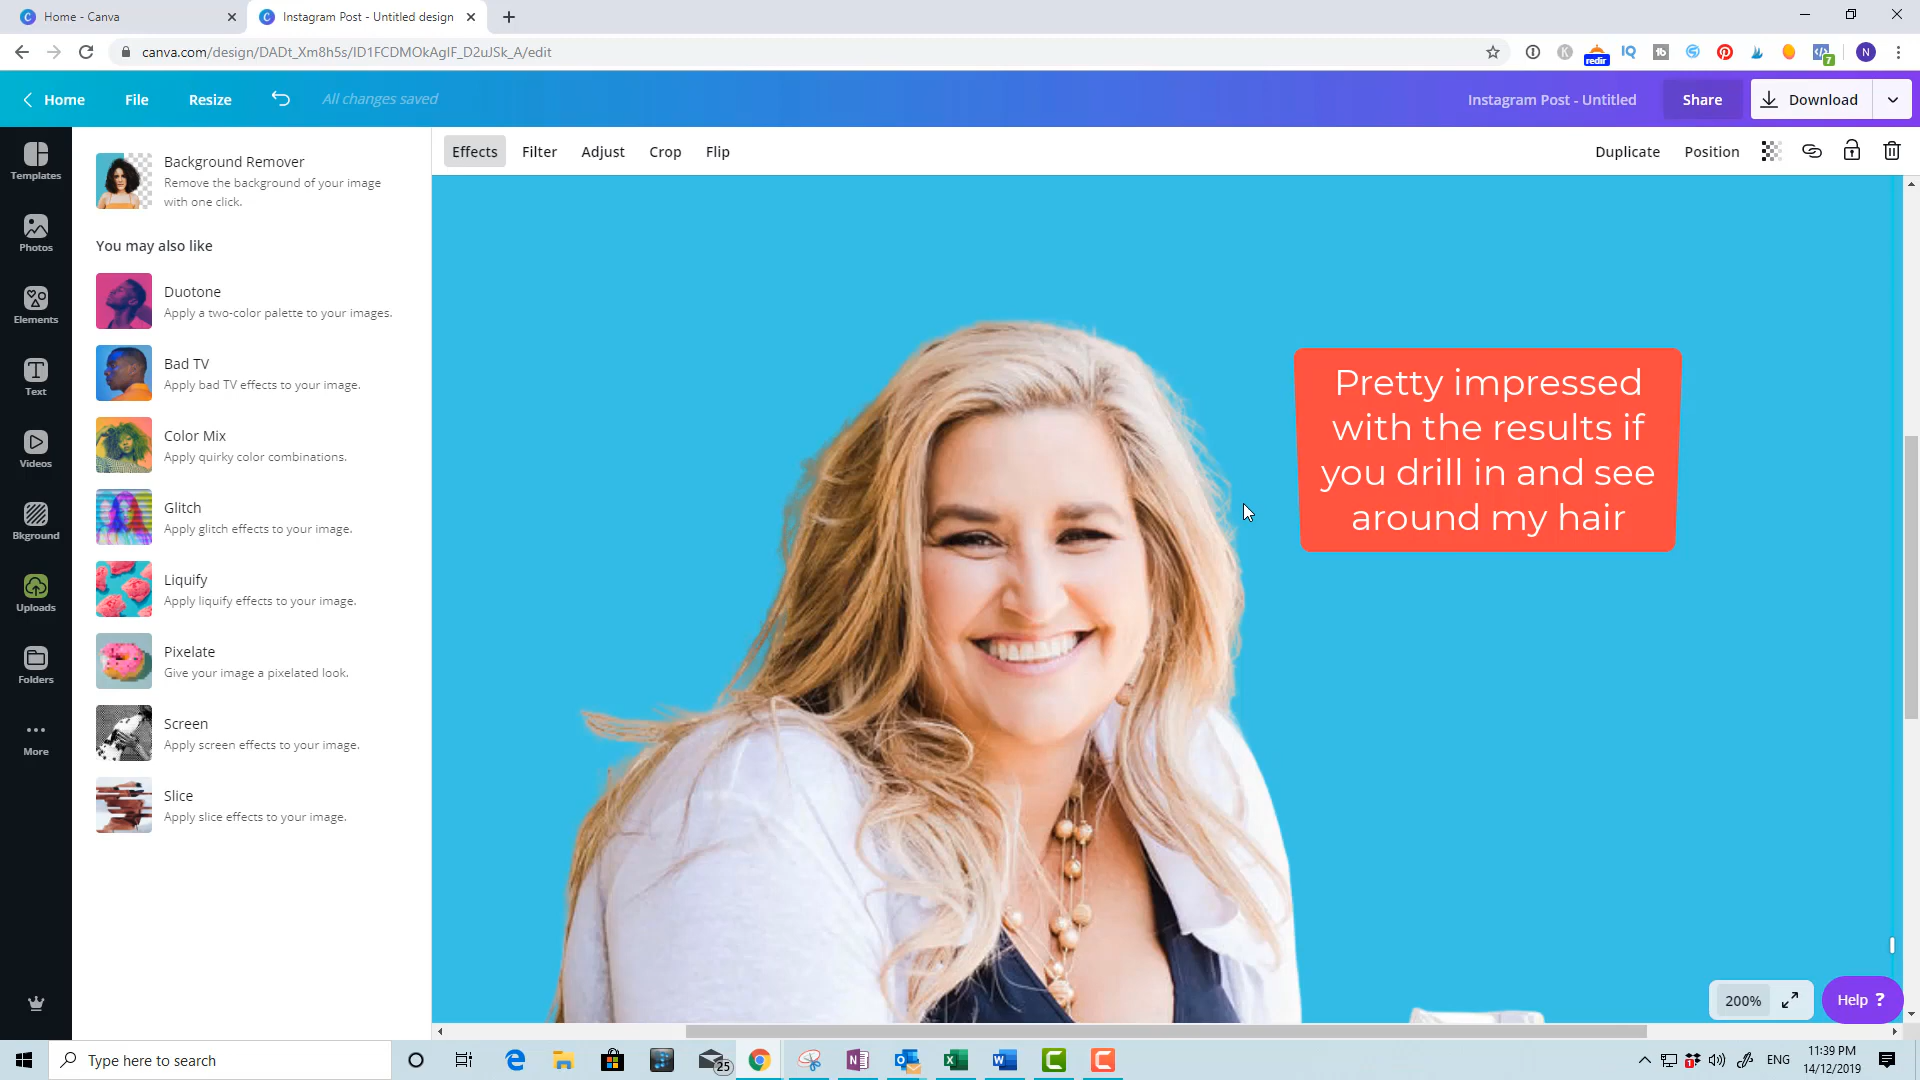 Home - Canva
Instagram Post - Untitled design
canva.com/design/DADt_Xm8h5s/ID1FCDMOkAgIF_D2uJSk_A/edit
redir
7
N
Home
File
Resize
All changes saved
Instagram Post - Untitled
Share
Download
Effects
Filter
Adjust
Crop
Flip
Duplicate
Position
Templates
Photos
Elements
Text
Videos
Bkground
Uploads
Folders
More
Background Remover
Remove the background of your image
with one click.
You may also like
Duotone
Apply a two-color palette to your images.
Bad TV
Apply bad TV effects to your image.
Color Mix
Apply quirky color combinations.
Glitch
Apply glitch effects to your image.
Liquify
Apply liquify effects to your image.
Pixelate
Give your image a pixelated look.
Screen
Apply screen effects to your image.
Slice
Apply slice effects to your image.
Pretty impressed
with the results if
you drill in and see
around my hair
200%
Help ?
Type here to search
25
ENG
11:39 PM
14/12/2019